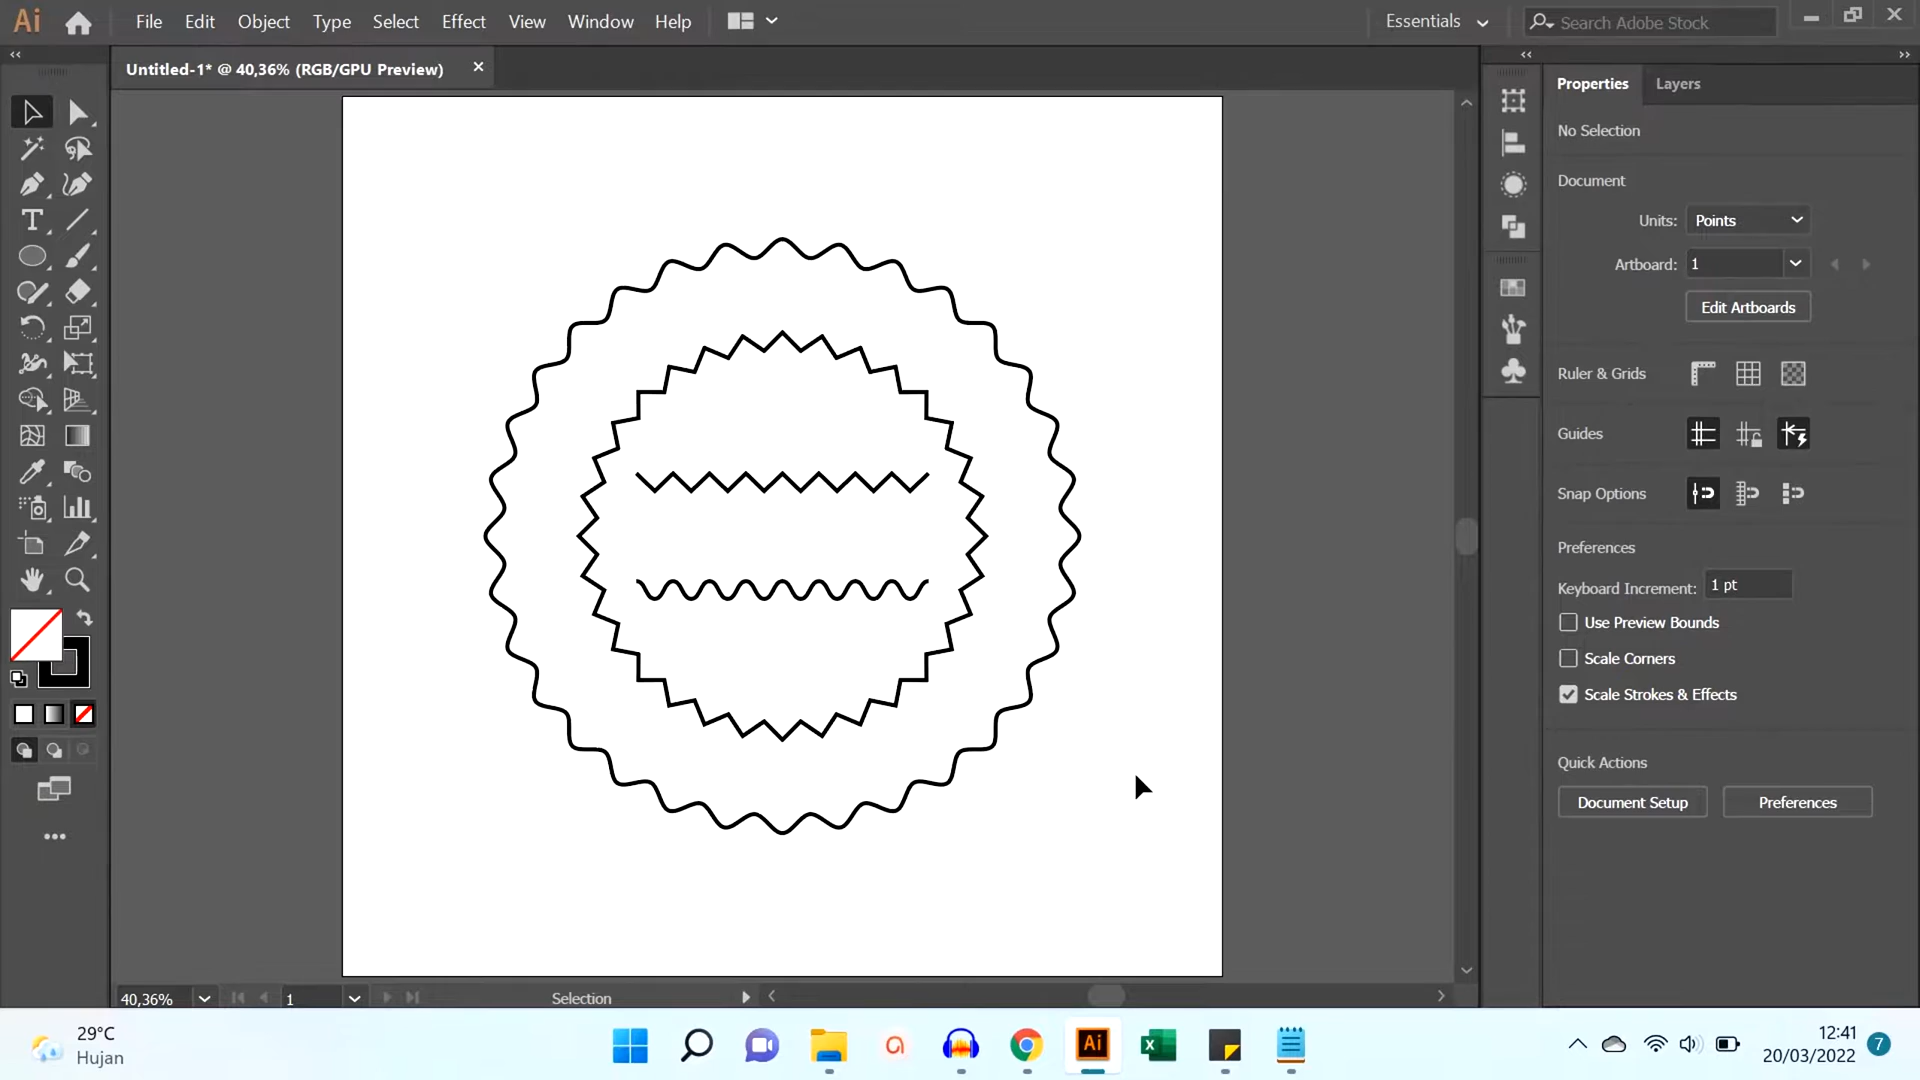 Ai File Edit Object Type Select Effect View Window Help Essentials Search Adobe Stock
Untitled-1* @ 40,36% (RGB/GPU Preview)
Properties Layers
No Selection
Document
Units: Points
Artboard: 1
Edit Artboards
Ruler & Grids
Guides
Snap Options
Preferences
Keyboard Increment: 1 pt
Use Preview Bounds
Scale Corners
Scale Strokes & Effects
Quick Actions
Document Setup Preferences
40,36% 1 Selection
29°C
Hujan
Ai
12:41
20/03/2022
7